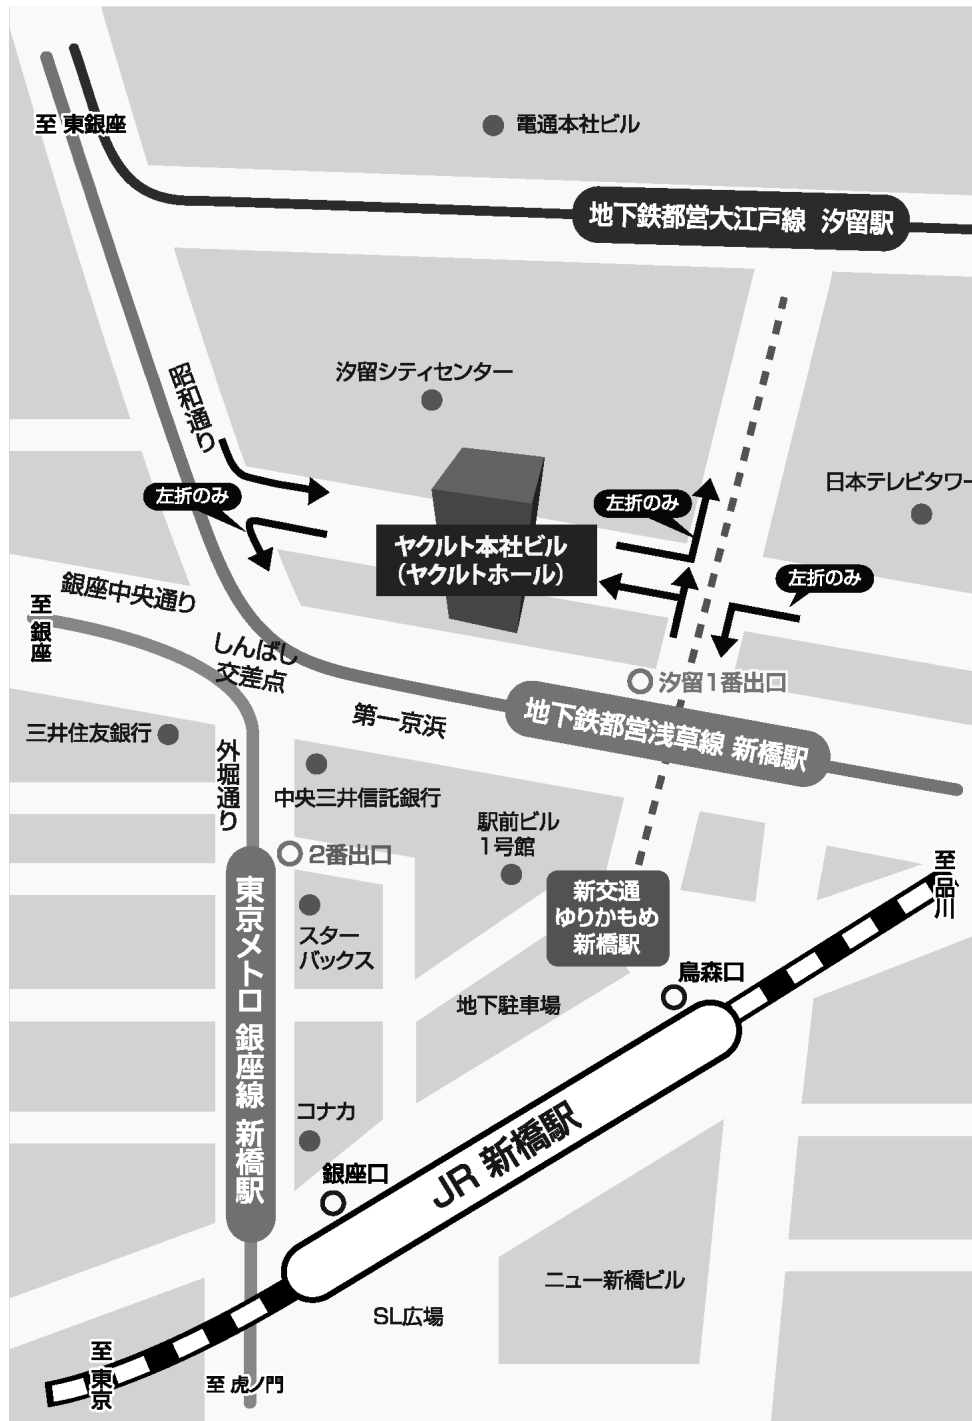 至 東銀座
電通本社ビル
地下鉄都営大江戸線 汐留駅
昭和通り
汐留シティセンター
左折のみ
左折のみ
日本テレビタワー
ヤクルト本社ビル
(ヤクルトホール)
左折のみ
銀座中央通り
至 銀座
しんばし
交差点
汐留1番出口
第一京浜
地下鉄都営浅草線 新橋駅
三井住友銀行
外堀通り
中央三井信託銀行
駅前ビル
1号館
2番出口
至 品川
東京メトロ 銀座線 新橋駅
新交通
ゆりかもめ
新橋駅
スター
バックス
烏森口
地下駐車場
コナカ
JR 新橋駅
銀座口
ニュー新橋ビル
SL広場
至 東京
至 虎ノ門